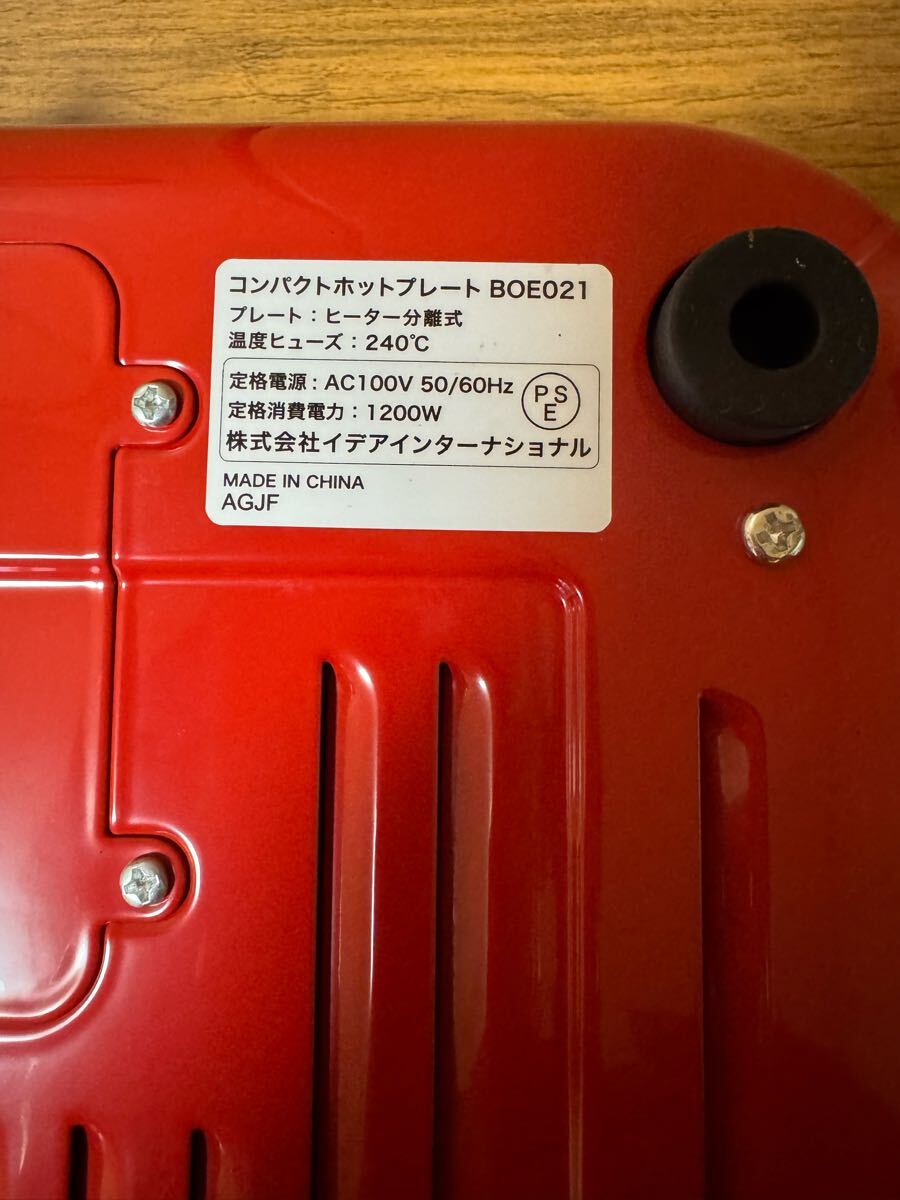 コンパクトホットプレート BOE021
プレート：ヒーター分離式
温度ヒューズ：240℃
定格電源：AC100V 50/60Hz
定格消費電力：1200W
PSE
株式会社イデアインターナショナル
MADE IN CHINA
AGJF